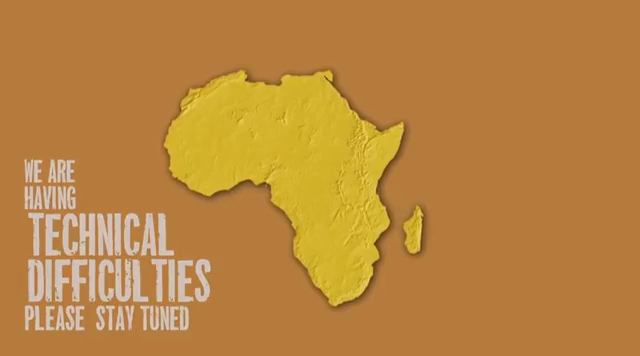 WE ARE
HAVING
TECHNICAL
DIFFICULTIES
PLEASE STAY TUNED